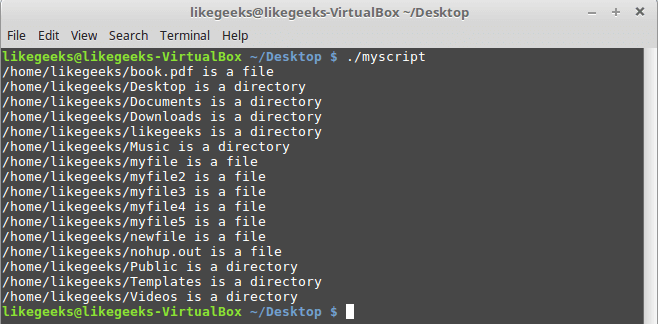 likegeeks@likegeeks-VirtualBox ~/Desktop
File Edit View Search Terminal Help
likegeeks@likegeeks-VirtualBox ~/Desktop $ ./myscript
/home/likegeeks/book.pdf is a file
/home/likegeeks/Desktop is a directory
/home/likegeeks/Documents is a directory
/home/likegeeks/Downloads is a directory
/home/likegeeks/likegeeks is a directory
/home/likegeeks/Music is a directory
/home/likegeeks/myfile is a file
/home/likegeeks/myfile2 is a file
/home/likegeeks/myfile3 is a file
/home/likegeeks/myfile4 is a file
/home/likegeeks/myfile5 is a file
/home/likegeeks/newfile is a file
/home/likegeeks/nohup.out is a file
/home/likegeeks/Public is a directory
/home/likegeeks/Templates is a directory
/home/likegeeks/Videos is a directory
likegeeks@likegeeks-VirtualBox ~/Desktop $